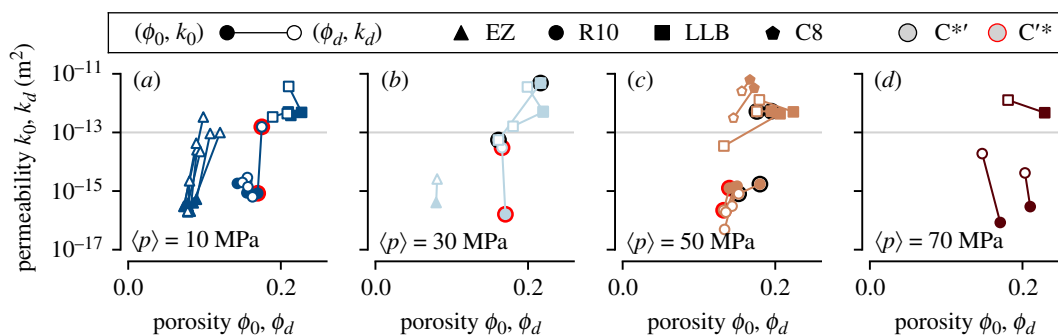 (ϕ0, k0) (ϕd, kd) EZ R10 LLB C8 C*′ C′*
permeability k0, kd (m²)
10⁻¹¹ (a) (b) (c) (d)
10⁻¹³
10⁻¹⁵
10⁻¹⁷
⟨p⟩ = 10 MPa ⟨p⟩ = 30 MPa ⟨p⟩ = 50 MPa ⟨p⟩ = 70 MPa
0.0 0.2 0.0 0.2 0.0 0.2 0.0 0.2
porosity ϕ0, ϕd porosity ϕ0, ϕd porosity ϕ0, ϕd porosity ϕ0, ϕd